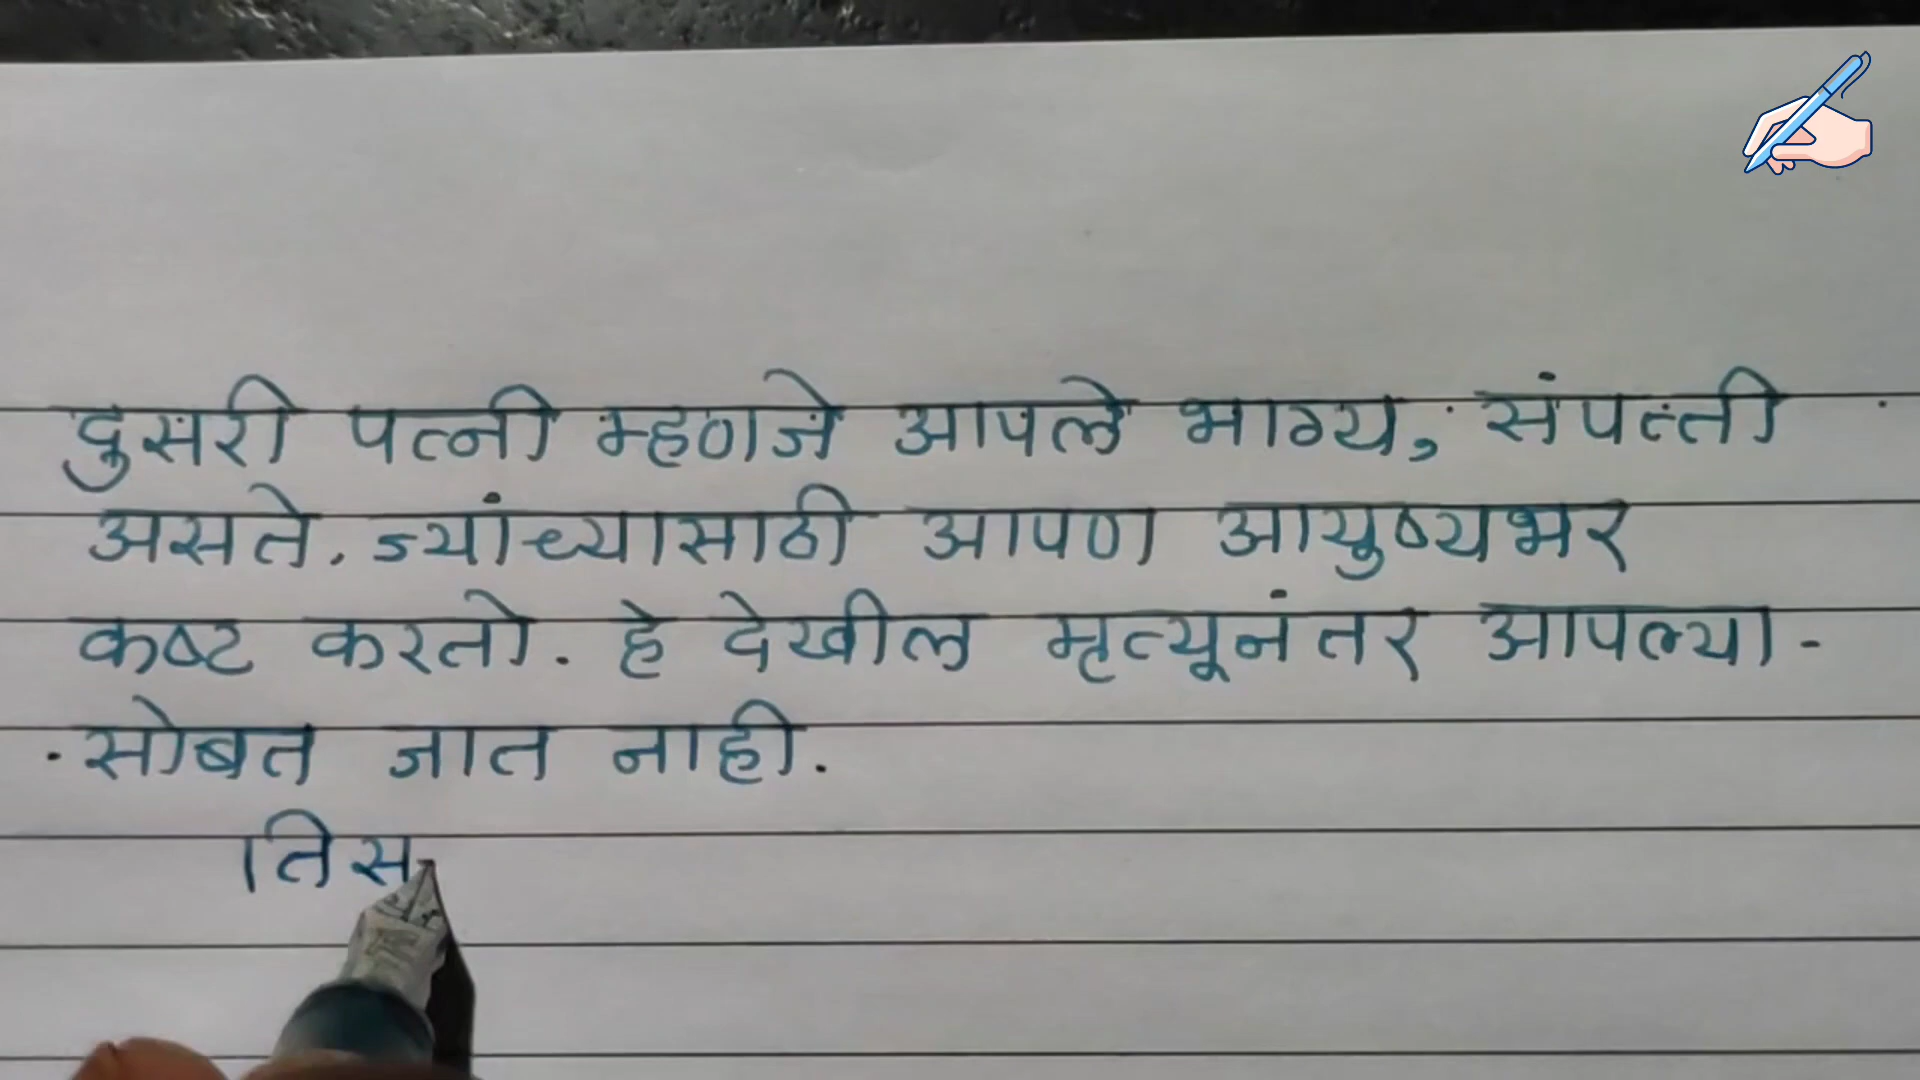 दुसरी पत्नी म्हणजे आपले भाग्य, संपत्ती
असते. ज्यांच्यासाठी आपण आयुष्यभर
कष्ट करतो. हे देखील मृत्यूनंतर आपल्या-
सोबत जात नाही.
तिस